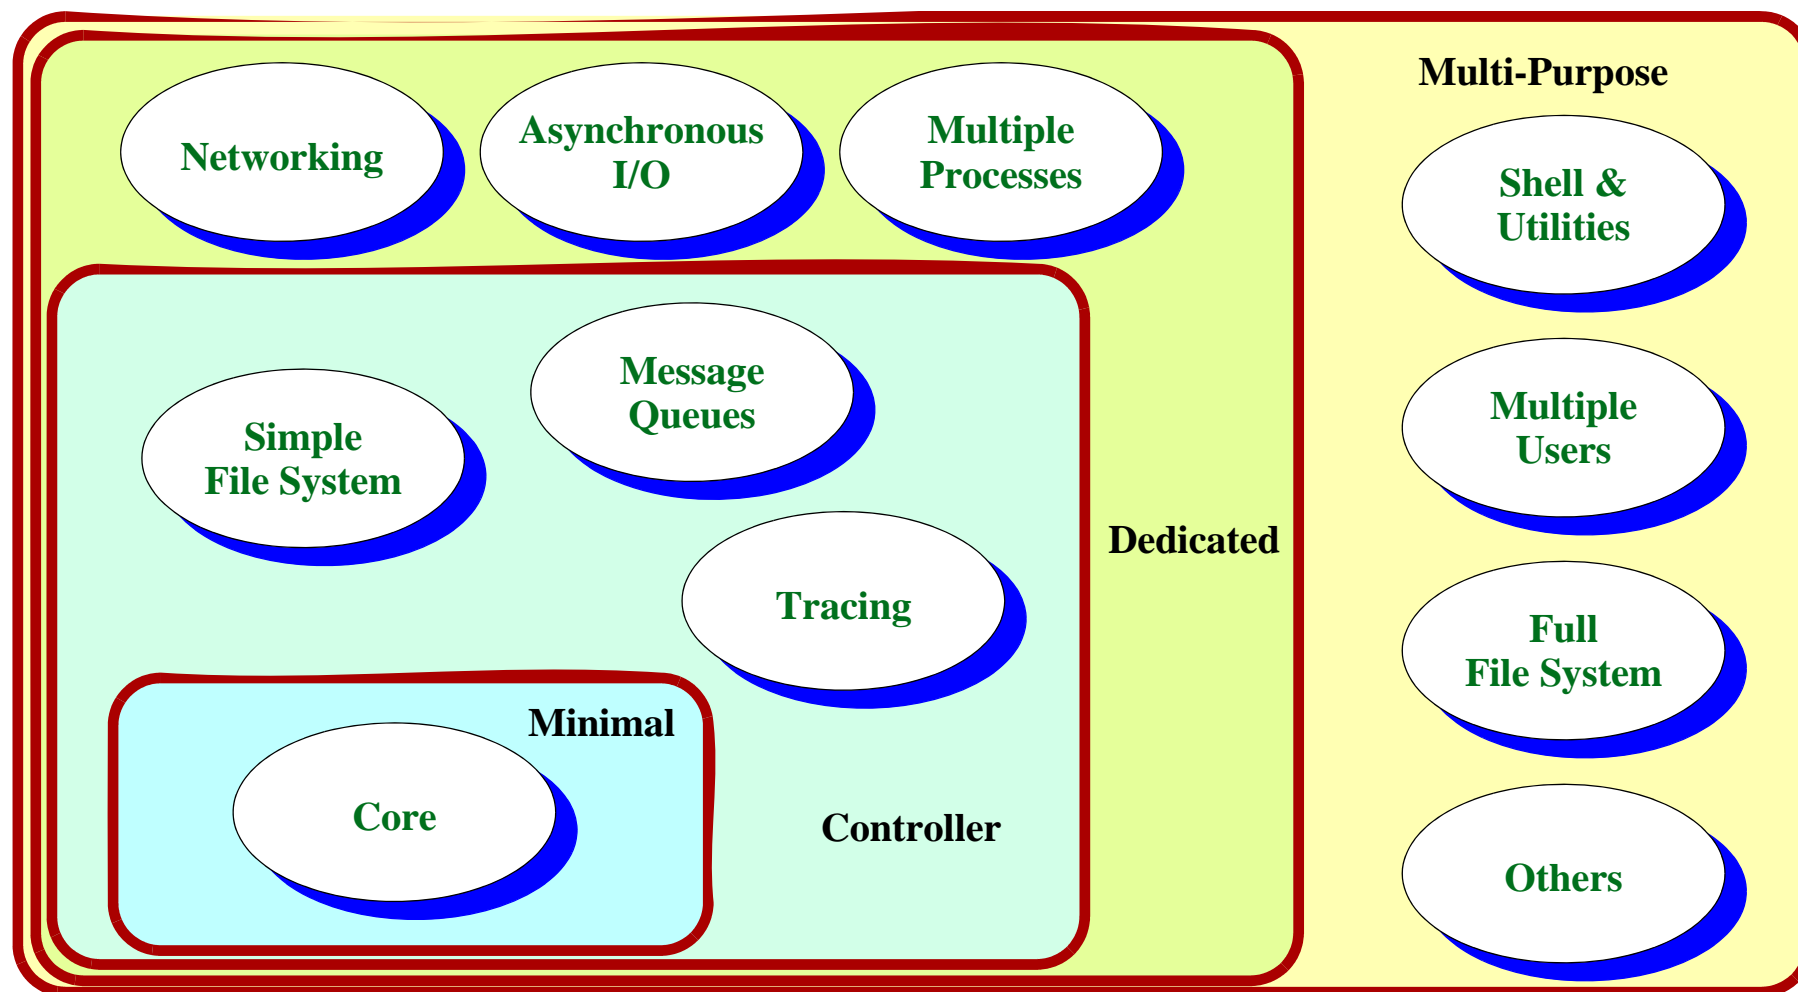 Multi-Purpose
Networking
Asynchronous
I/O
Multiple
Processes
Shell &
Utilities
Message
Queues
Simple
File System
Multiple
Users
Dedicated
Tracing
Full
File System
Minimal
Core
Controller
Others